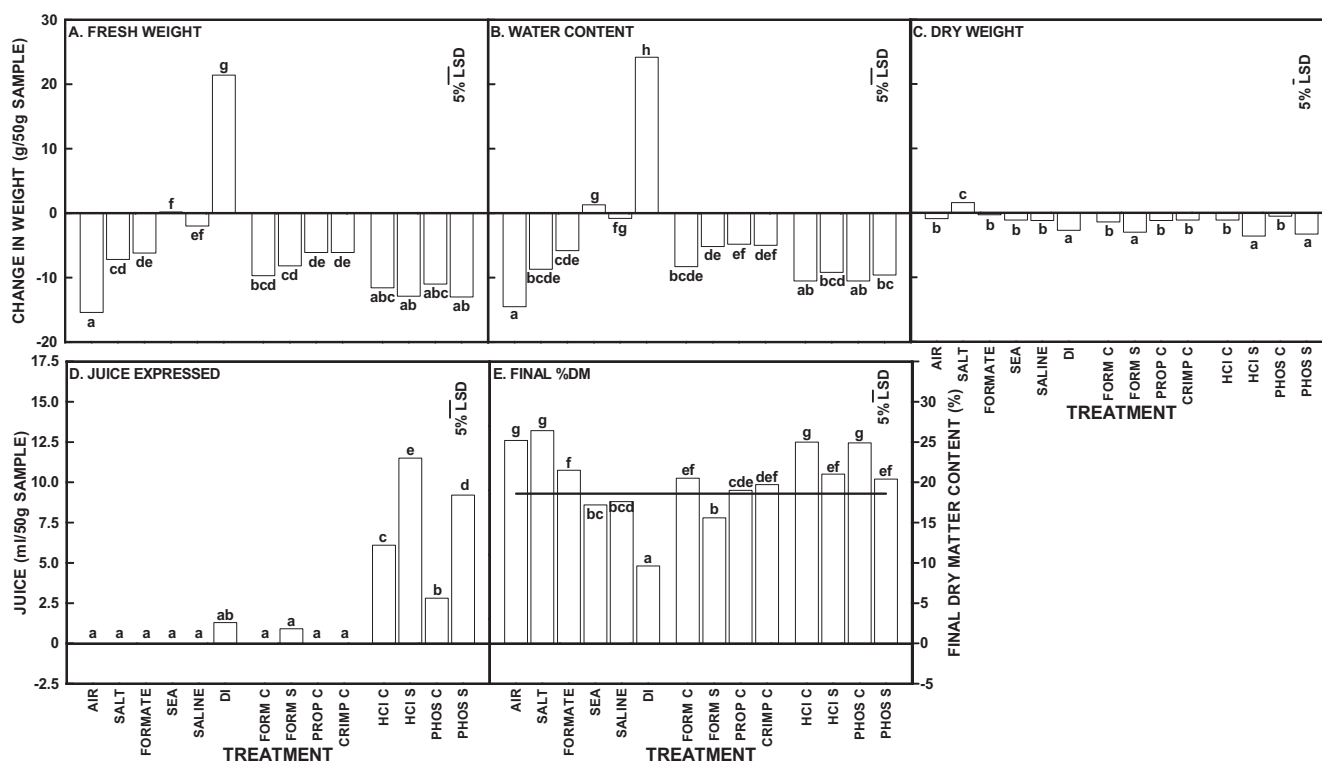 A. FRESH WEIGHT
B. WATER CONTENT
C. DRY WEIGHT
CHANGE IN WEIGHT (g/50g SAMPLE)
30
20
10
0
-10
-20
5% LSD
5% LSD
5% LSD
a cd de f ef g bcd cd de de abc ab abc ab
a bcde cde g fg h bcde de ef def ab bcd ab bc
b c b b b a b a b b b a b a
AIR SALT FORMATE SEA SALINE DI FORM C FORM S PROP C CRIMP C HCl C HCl S PHOS C PHOS S
TREATMENT
D. JUICE EXPRESSED
E. FINAL %DM
JUICE (ml/50g SAMPLE)
17.5
15.0
12.5
10.0
7.5
5.0
2.5
0
-2.5
5% LSD
5% LSD
a a a a a ab a a a a c e b d
g g f bc bcd a ef b cde def g ef g ef
30
25
20
15
10
5
0
-5
FINAL DRY MATTER CONTENT (%)
AIR SALT FORMATE SEA SALINE DI FORM C FORM S PROP C CRIMP C HCl C HCl S PHOS C PHOS S
TREATMENT
AIR SALT FORMATE SEA SALINE DI FORM C FORM S PROP C CRIMP C HCl C HCl S PHOS C PHOS S
TREATMENT